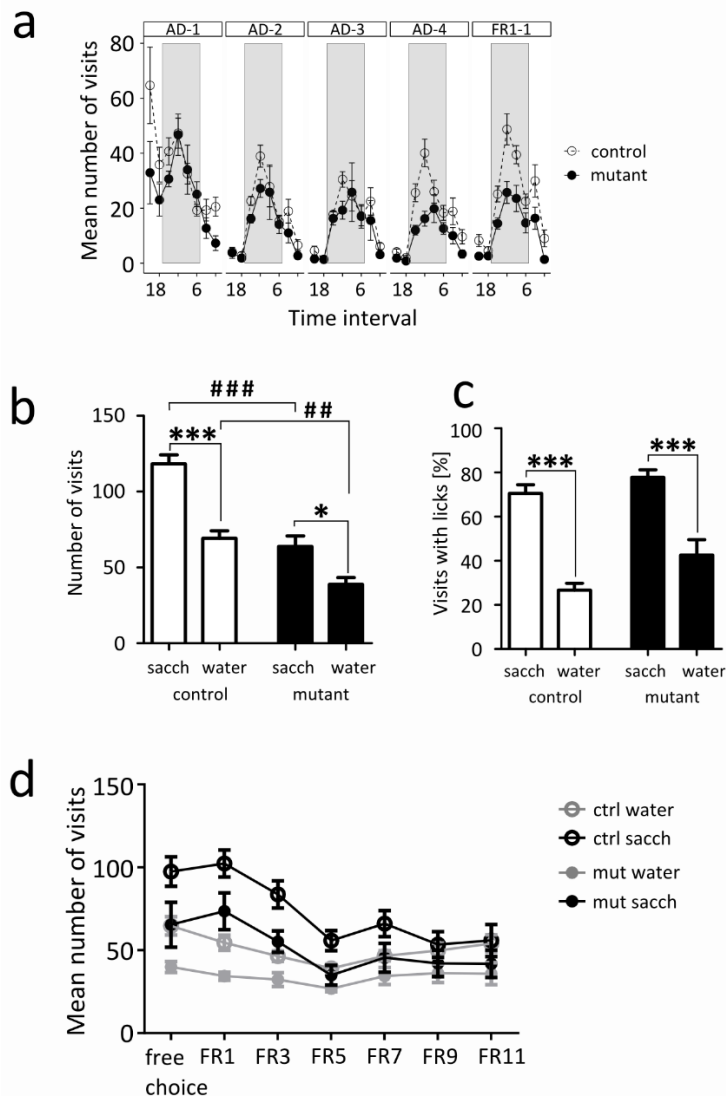 a
AD-1 AD-2 AD-3 AD-4 FR1-1
Mean number of visits
80
60
40
20
0
control
mutant
18 6 18 6 18 6 18 6 18 6
Time interval
b
Number of visits
150
100
50
0
###
##
***
*
sacch water sacch water
control mutant
c
Visits with licks [%]
100
80
60
40
20
0
***
***
sacch water sacch water
control mutant
d
Mean number of visits
150
100
50
0
ctrl water
ctrl sacch
mut water
mut sacch
free choice FR1 FR3 FR5 FR7 FR9 FR11